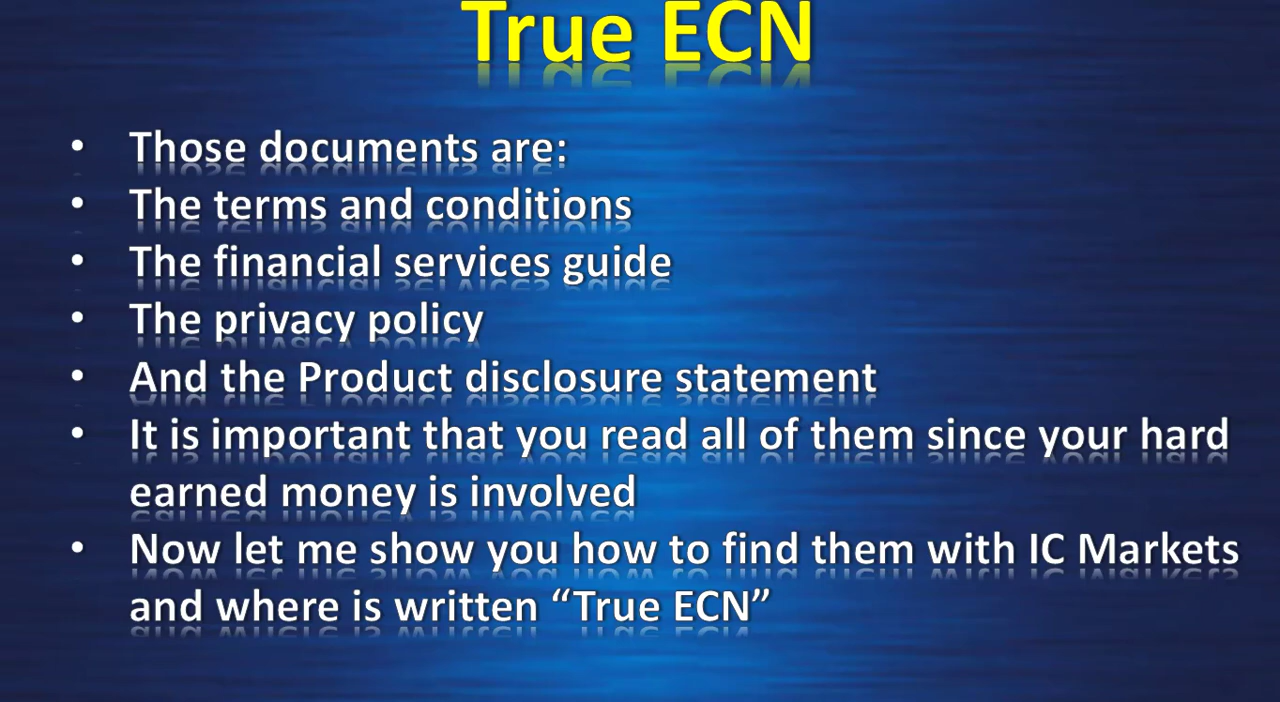 True ECN
• Those documents are:
• The terms and conditions
• The financial services guide
• The privacy policy
• And the Product disclosure statement
• It is important that you read all of them since your hard
earned money is involved
• Now let me show you how to find them with IC Markets
and where is written “True ECN”